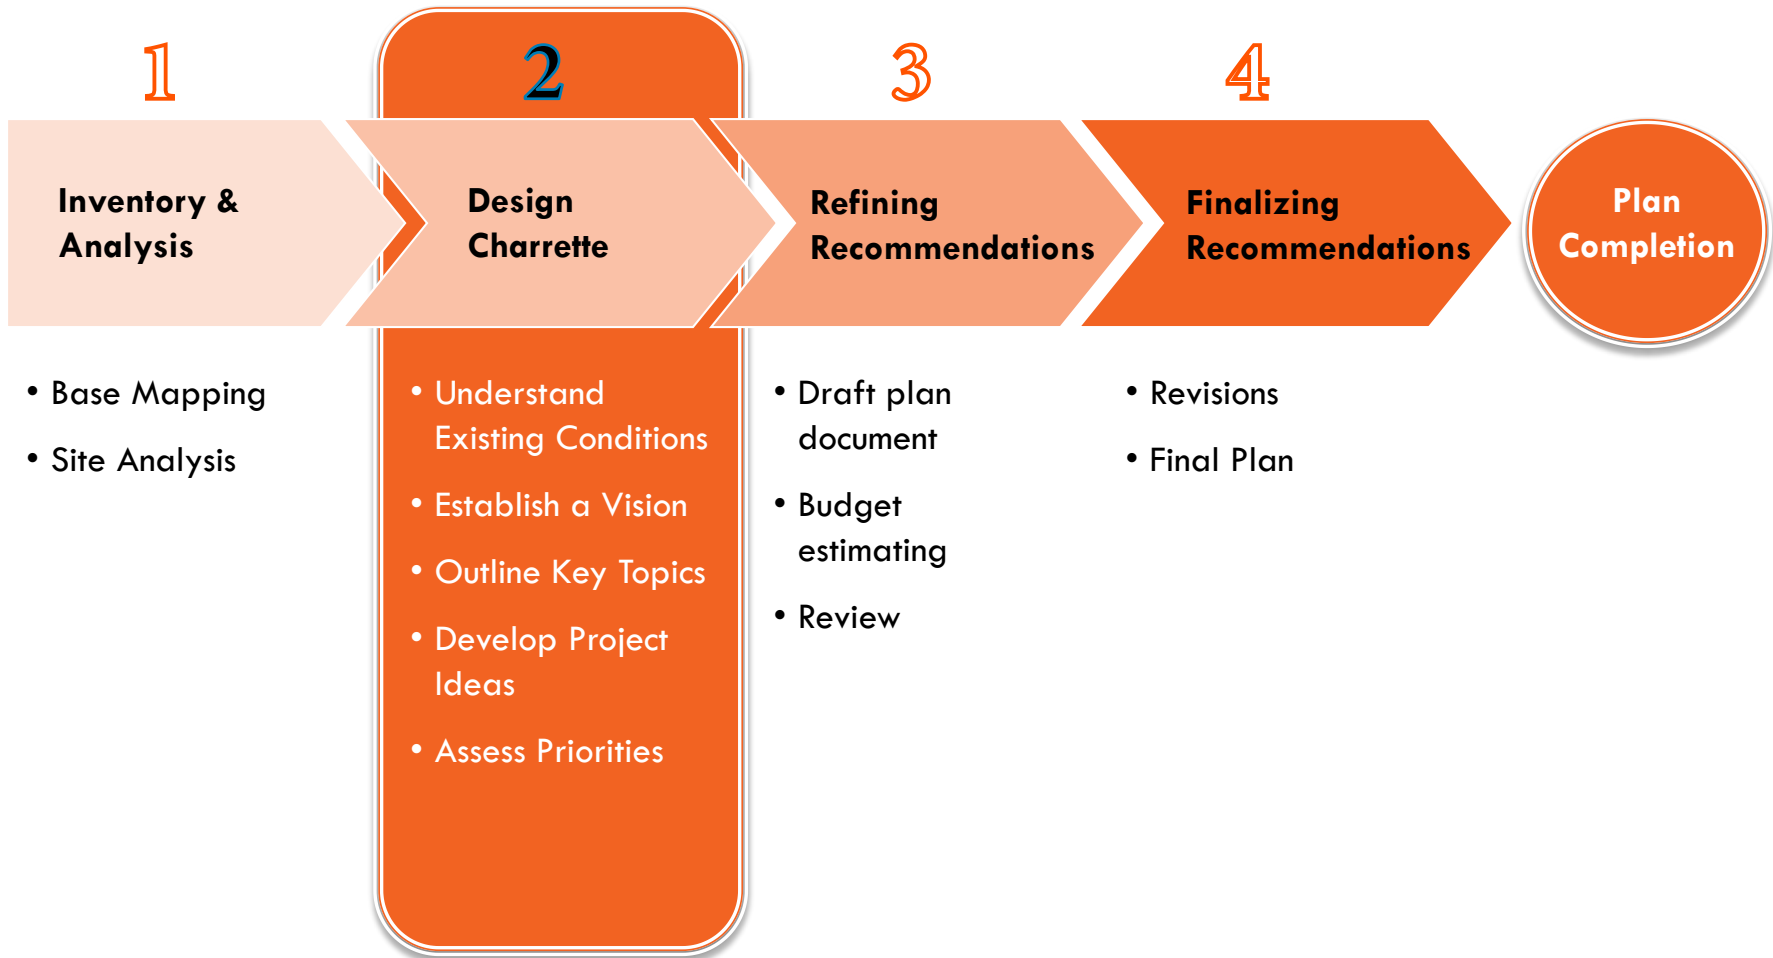 1
Inventory &
Analysis
• Base Mapping
• Site Analysis
2
Design
Charrette
• Understand
Existing Conditions
• Establish a Vision
• Outline Key Topics
• Develop Project
Ideas
• Assess Priorities
3
Refining
Recommendations
• Draft plan
document
• Budget
estimating
• Review
4
Finalizing
Recommendations
• Revisions
• Final Plan
Plan
Completion